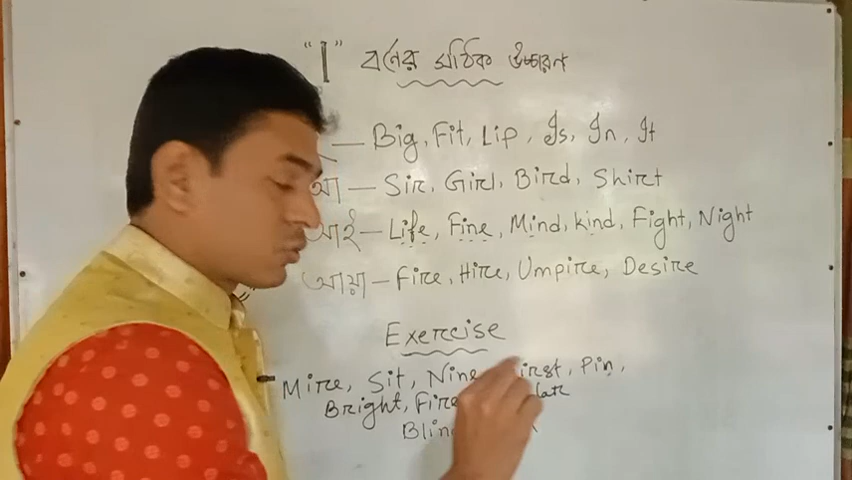 "I" বর্নের সঠিক উচ্চারণ
— Big, Fit, Lip, Is, In, It
আ — Sir, Girl, Bird, Shirt
আই — Life, Fine, Mind, kind, Fight, Night
আয়া — Fire, Hire, Umpire, Desire
Exercise
Mire, Sit, Nine, Pin,
Bright,